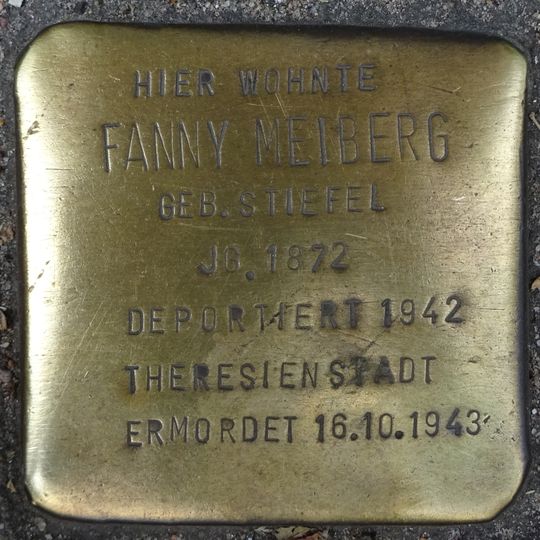 HIER WOHNTE
FANNY MEIBERG
GEB. STIEFEL
JG. 1872
DEPORTIERT 1942
THERESIENSTADT
ERMORDET 16.10.1943